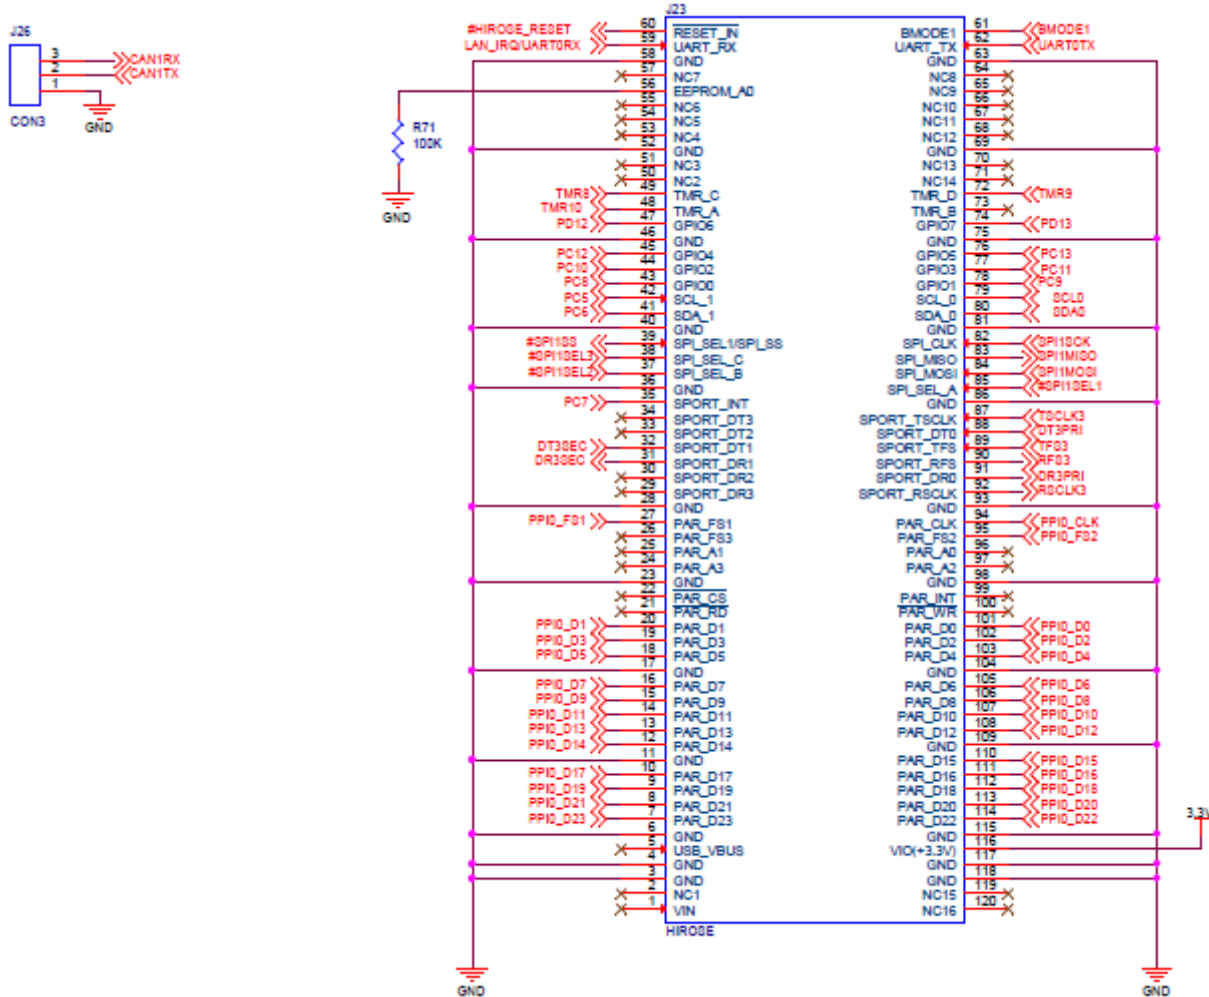 J26
3 CAN1RX
2 CAN1TX
1
CON3
GND
R71
100K
GND
J23
#HIROSE_RESET 60 RESET_IN BMODE1 61 BMODE1
LAN_IRQ/UART0RX 59 UART_RX UART_TX 62 UART0TX
58 GND GND 63
57 NC7 NC8 64
56 EEPROM_A0 NC9 65
55 NC6 NC10 66
54 NC5 NC11 67
53 NC4 NC12 68
52 GND GND 69
51 NC3 NC13 70
50 NC2 NC14 71
TMR8 49 TMR_C TMR_D 72 TMR9
TMR10 48 TMR_A TMR_B 73
PD12 47 GPIO6 GPIO7 74 PD13
46 GND GND 75
PC12 45 GPIO4 GPIO5 76 PC13
PC10 44 GPIO2 GPIO3 77 PC11
PC8 43 GPIO0 GPIO1 78 PC9
PC5 42 SCL_1 SCL_0 79 SCL0
PC6 41 SDA_1 SDA_0 80 SDA0
40 GND GND 81
#SPI1SS 39 SPI_SEL1/SPI_SS SPI_CLK 82 SPI1SCK
#SPI1SEL3 38 SPI_SEL_C SPI_MISO 83 SPI1MISO
#SPI1SEL2 37 SPI_SEL_B SPI_MOSI 84 SPI1MOSI
36 GND SPI_SEL_A 85 #SPI1SEL1
PC7 35 SPORT_INT GND 86
34 SPORT_DT3 SPORT_TSCLK 87 TSCLK3
33 SPORT_DT2 SPORT_DT0 88 DT3PRI
DT3SEC 32 SPORT_DT1 SPORT_TFS 89 TFS3
DR3SEC 31 SPORT_DR1 SPORT_RFS 90 RFS3
30 SPORT_DR2 SPORT_DR0 91 DR3PRI
29 SPORT_DR3 SPORT_RSCLK 92 RSCLK3
28 GND GND 93
PPI0_FS1 27 PAR_FS1 PAR_CLK 94 PPI0_CLK
26 PAR_FS3 PAR_FS2 95 PPI0_FS2
25 PAR_A1 PAR_A0 96
24 PAR_A3 PAR_A2 97
23 GND GND 98
22 PAR_CS PAR_INT 99
21 PAR_RD PAR_WR 100
PPI0_D1 20 PAR_D1 PAR_D0 101 PPI0_D0
PPI0_D3 19 PAR_D3 PAR_D2 102 PPI0_D2
PPI0_D5 18 PAR_D5 PAR_D4 103 PPI0_D4
17 GND GND 104
PPI0_D7 16 PAR_D7 PAR_D6 105 PPI0_D6
PPI0_D9 15 PAR_D9 PAR_D8 106 PPI0_D8
PPI0_D11 14 PAR_D11 PAR_D10 107 PPI0_D10
PPI0_D13 13 PAR_D13 PAR_D12 108 PPI0_D12
PPI0_D14 12 PAR_D14 GND 109
11 GND PAR_D15 110 PPI0_D15
PPI0_D17 10 PAR_D17 PAR_D16 111 PPI0_D16
PPI0_D19 9 PAR_D19 PAR_D18 112 PPI0_D18
PPI0_D21 8 PAR_D21 PAR_D20 113 PPI0_D20
PPI0_D23 7 PAR_D23 PAR_D22 114 PPI0_D22
6 GND GND 115
5 USB_VBUS VIO(+3.3V) 116
4 GND GND 117
3 GND GND 118
2 NC1 NC15 119
1 VIN NC16 120
3.3V
HIROSE
GND
GND